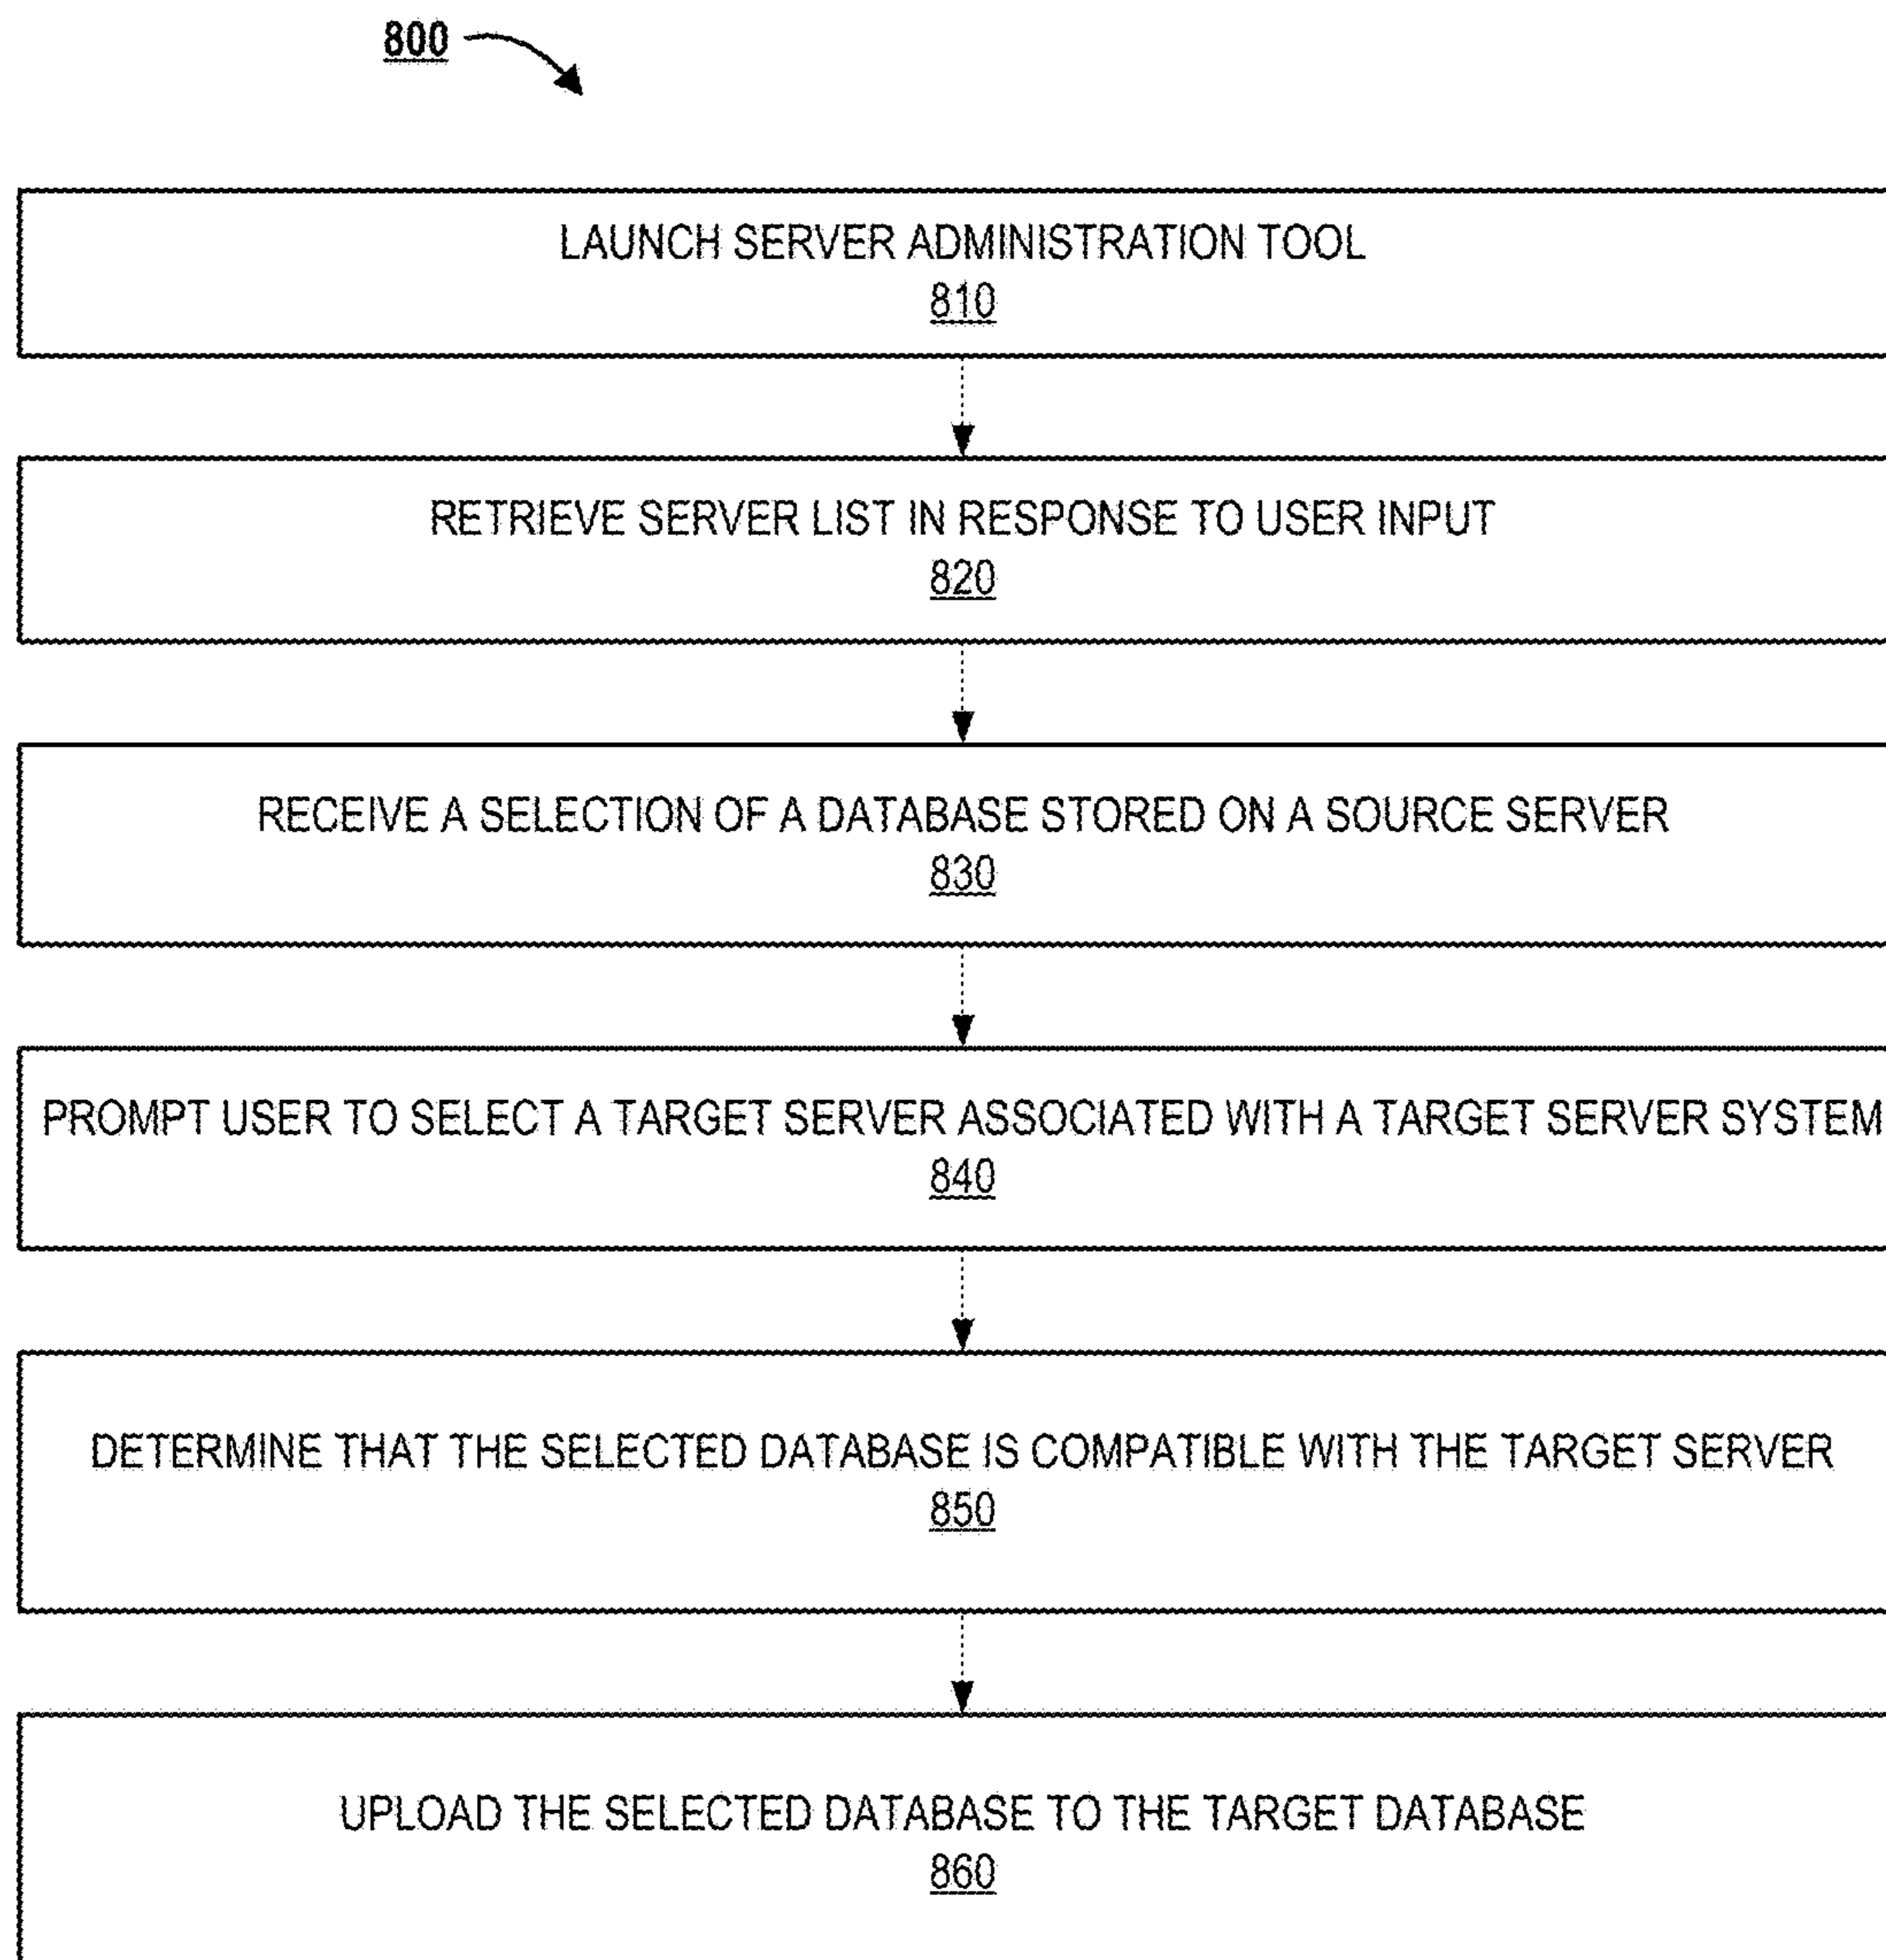 800
LAUNCH SERVER ADMINISTRATION TOOL
810
RETRIEVE SERVER LIST IN RESPONSE TO USER INPUT
820
RECEIVE A SELECTION OF A DATABASE STORED ON A SOURCE SERVER
830
PROMPT USER TO SELECT A TARGET SERVER ASSOCIATED WITH A TARGET SERVER SYSTEM
840
DETERMINE THAT THE SELECTED DATABASE IS COMPATIBLE WITH THE TARGET SERVER
850
UPLOAD THE SELECTED DATABASE TO THE TARGET DATABASE
860